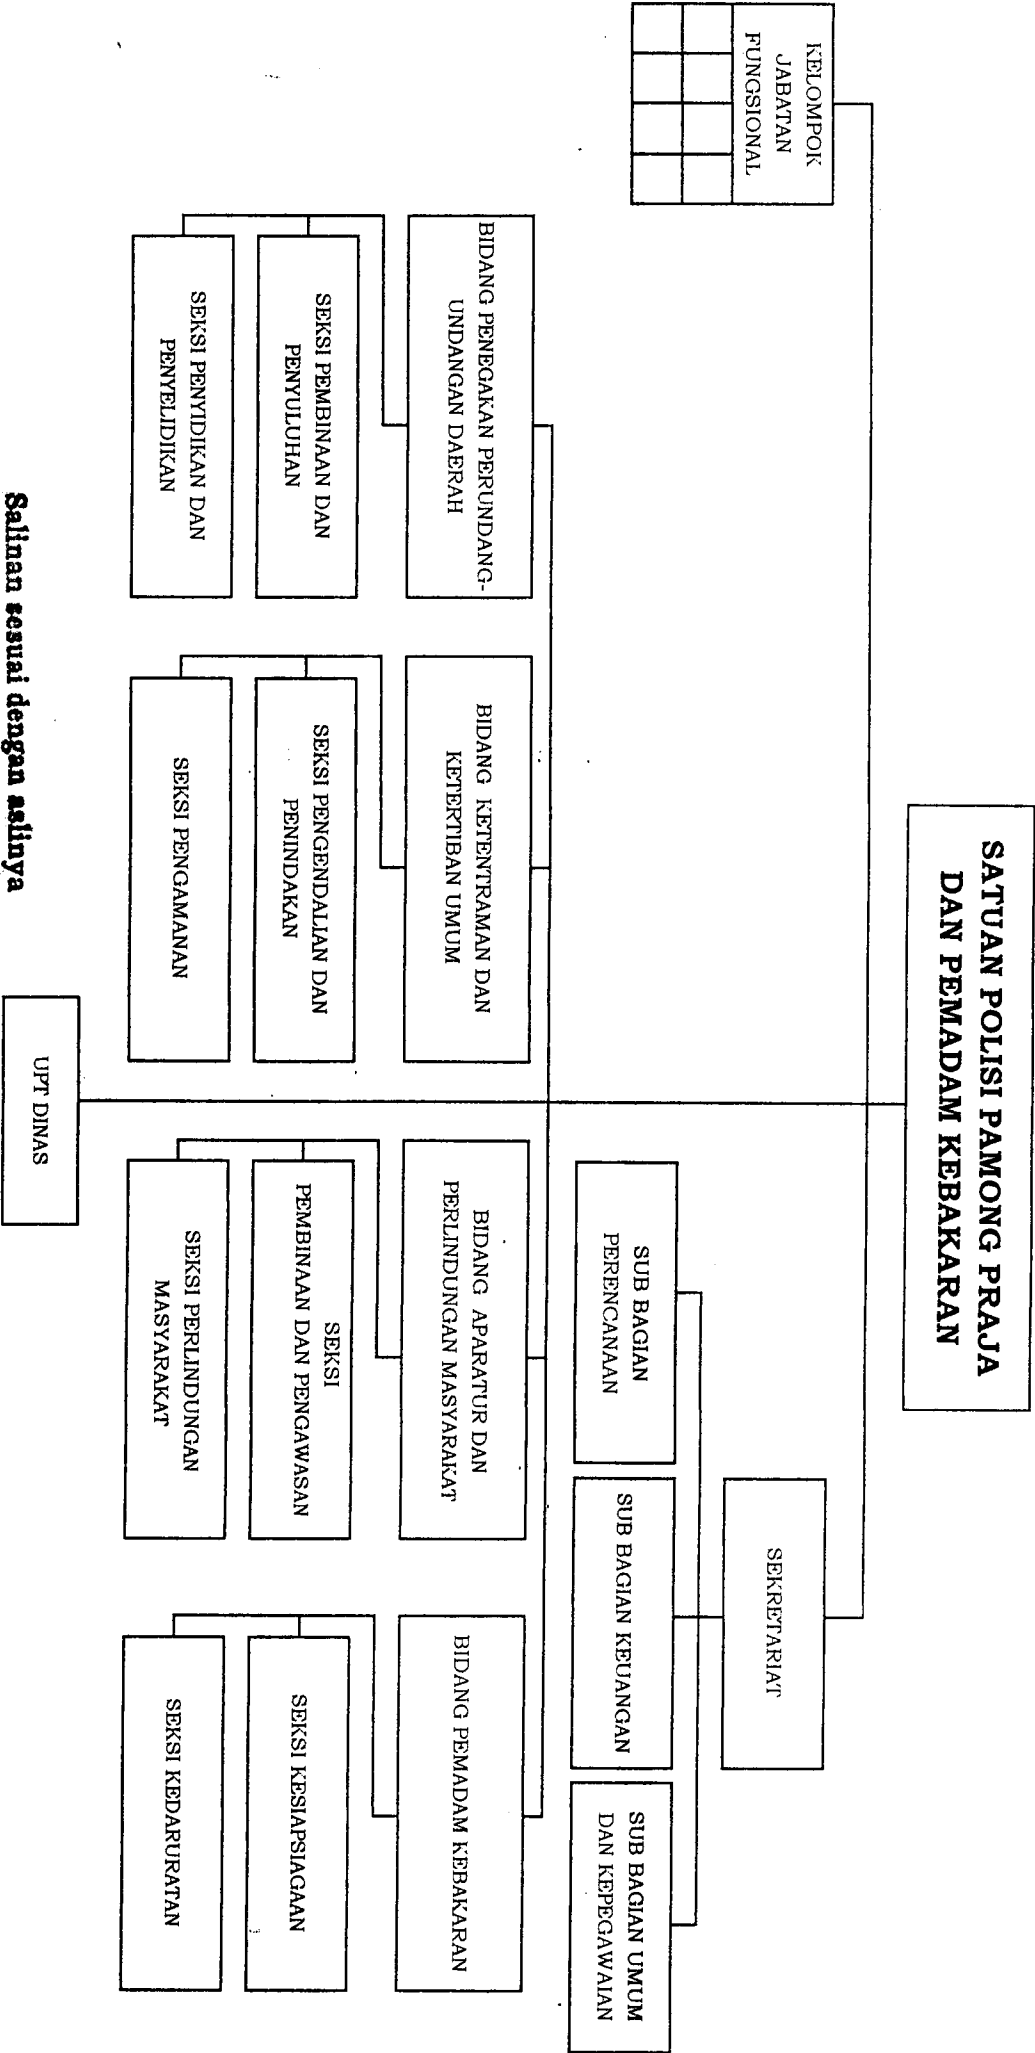 SATUAN POLISI PAMONG PRAJA
DAN PEMADAM KEBAKARAN
KELOMPOK
JABATAN
FUNGSIONAL
SEKRETARIAT
SUB BAGIAN
PERENCANAAN
SUB BAGIAN KEUANGAN
SUB BAGIAN UMUM
DAN KEPEGAWAIAN
BIDANG PENEGAKAN PERUNDANG-
UNDANGAN DAERAH
SEKSI PEMBINAAN DAN
PENYULUHAN
SEKSI PENYIDIKAN DAN
PENYELIDIKAN
BIDANG KETENTRAMAN DAN
KETERTIBAN UMUM
SEKSI PENGENDALIAN DAN
PENINDAKAN
SEKSI PENGAMANAN
BIDANG APARATUR DAN
PERLINDUNGAN MASYARAKAT
SEKSI
PEMBINAAN DAN PENGAWASAN
SEKSI PERLINDUNGAN
MASYARAKAT
BIDANG PEMADAM KEBAKARAN
SEKSI KESIAPSIAGAAN
SEKSI KEDARURATAN
UPT DINAS
Salinan sesuai dengan aslinya